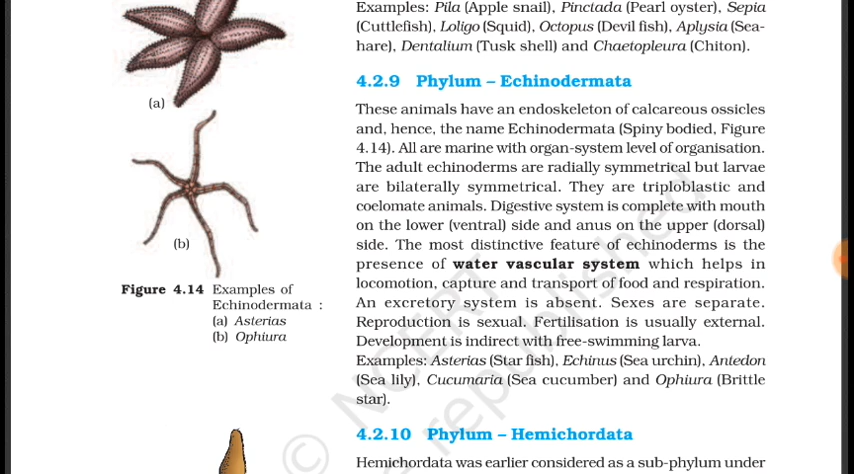 Examples: Pila (Apple snail), Pinctada (Pearl oyster), Sepia
(Cuttlefish), Loligo (Squid), Octopus (Devil fish), Aplysia (Sea-
hare), Dentalium (Tusk shell) and Chaetopleura (Chiton).
(a)
(b)
Figure 4.14 Examples of
Echinodermata :
(a) Asterias
(b) Ophiura
4.2.9 Phylum – Echinodermata
These animals have an endoskeleton of calcareous ossicles
and, hence, the name Echinodermata (Spiny bodied, Figure
4.14). All are marine with organ-system level of organisation.
The adult echinoderms are radially symmetrical but larvae
are bilaterally symmetrical. They are triploblastic and
coelomate animals. Digestive system is complete with mouth
on the lower (ventral) side and anus on the upper (dorsal)
side. The most distinctive feature of echinoderms is the
presence of water vascular system which helps in
locomotion, capture and transport of food and respiration.
An excretory system is absent. Sexes are separate.
Reproduction is sexual. Fertilisation is usually external.
Development is indirect with free-swimming larva.
Examples: Asterias (Star fish), Echinus (Sea urchin), Antedon
(Sea lily), Cucumaria (Sea cucumber) and Ophiura (Brittle
star).
4.2.10 Phylum – Hemichordata
Hemichordata was earlier considered as a sub-phylum under
© NCERT
republished